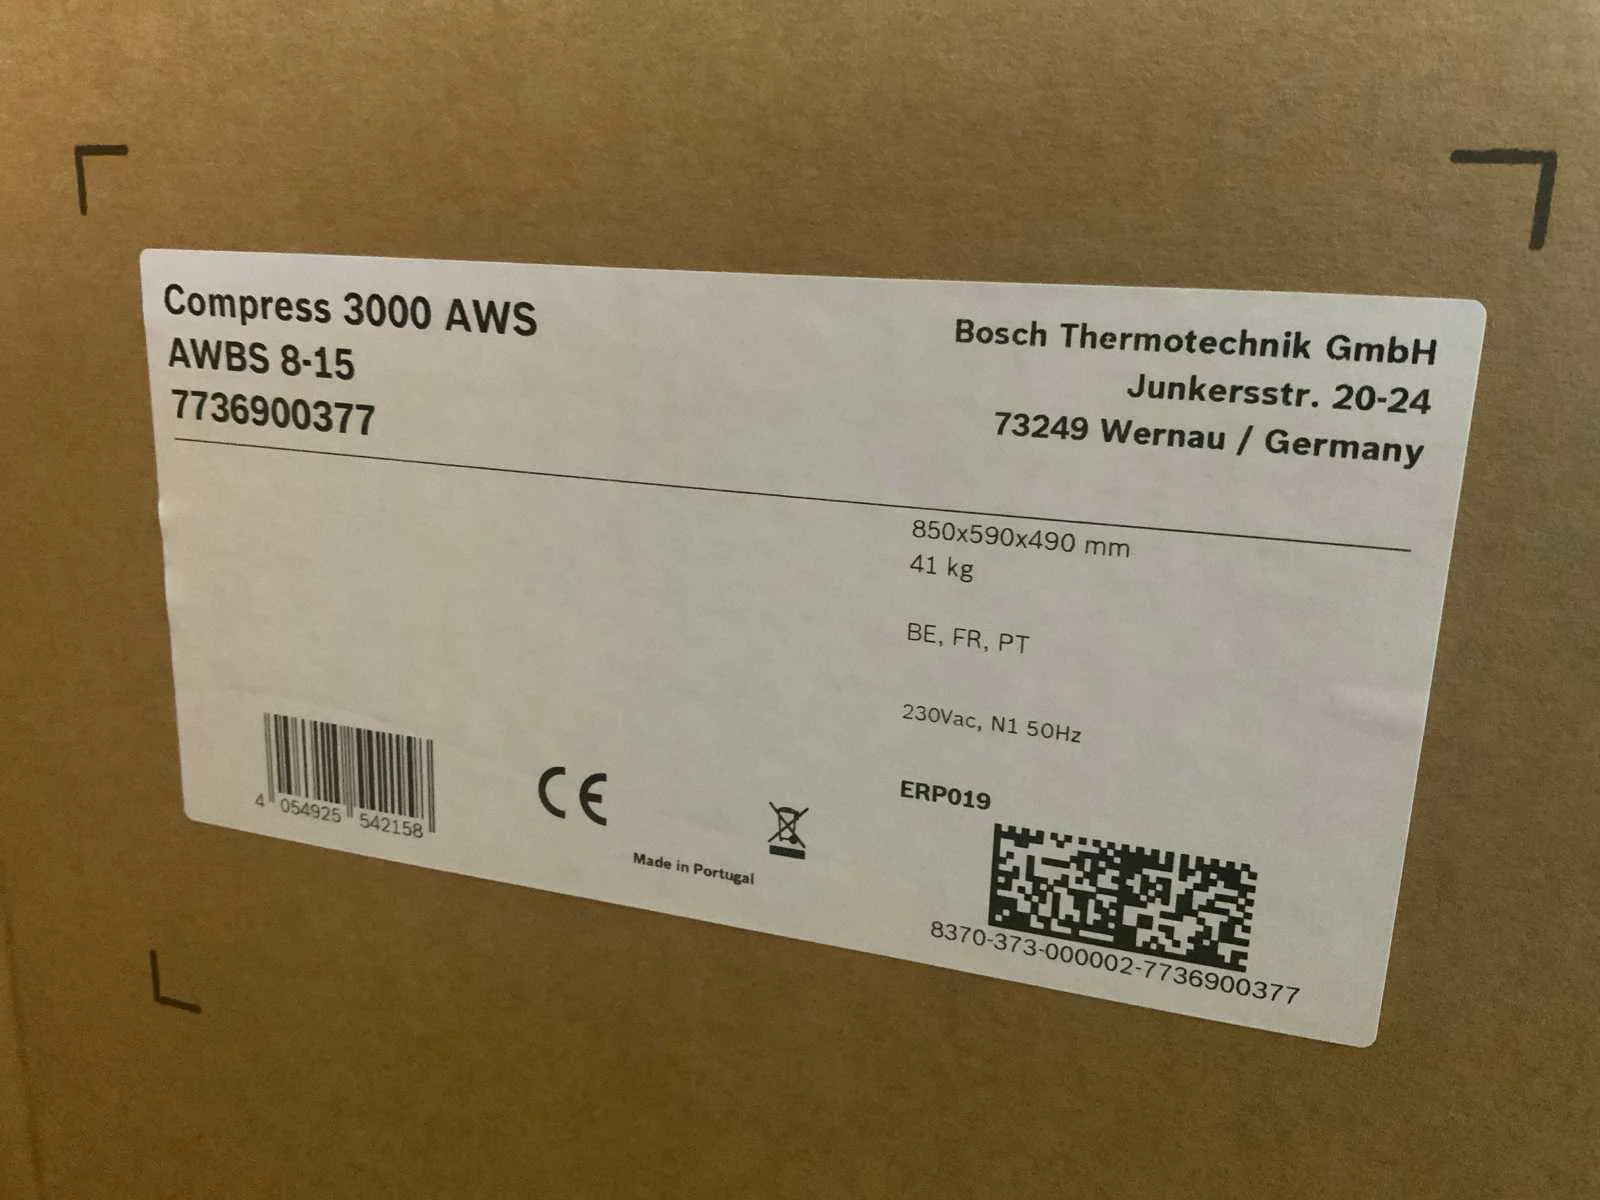 Compress 3000 AWS
AWBS 8-15
7736900377
Bosch Thermotechnik GmbH
Junkersstr. 20-24
73249 Wernau / Germany
850x590x490 mm
41 kg
BE, FR, PT
230Vac, N1 50Hz
ERP019
4 054925 542158
CE
Made in Portugal
8370-373-000002-7736900377